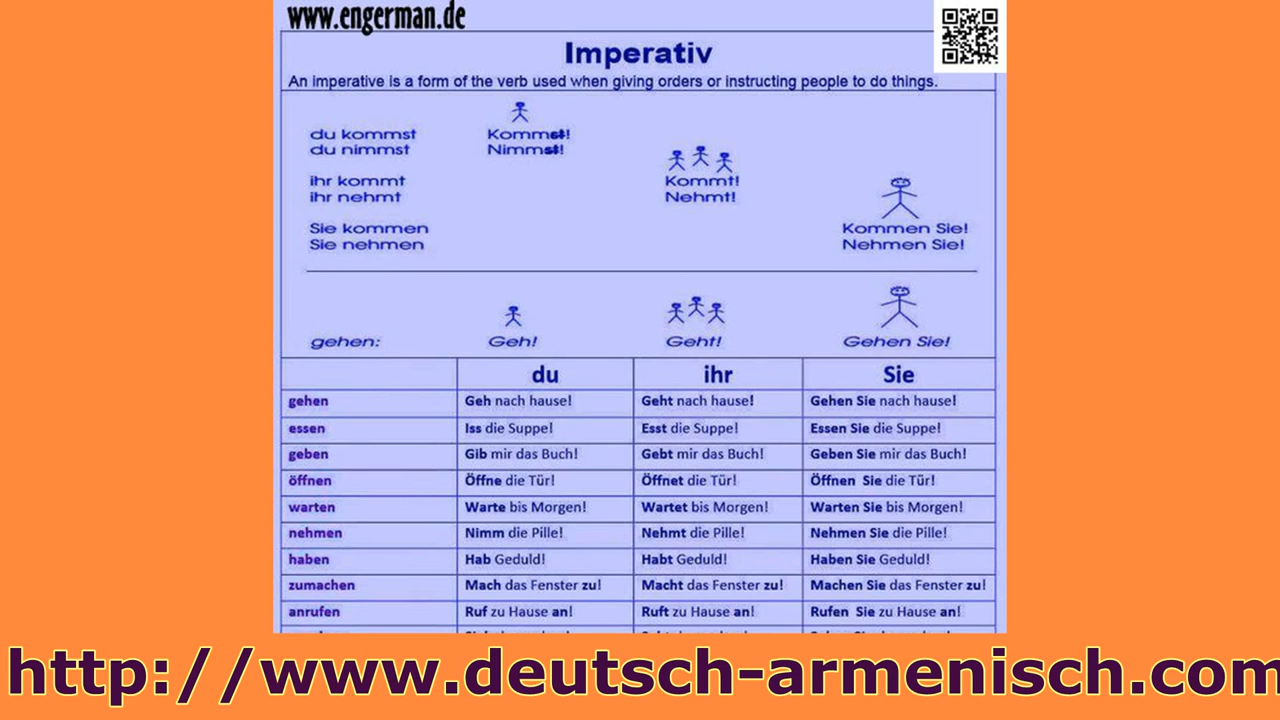 www.engerman.de
Imperativ
An imperative is a form of the verb used when giving orders or instructing people to do things.
du kommst Kommst!
du nimmst Nimmst!
ihr kommt Kommt!
ihr nehmt Nehmt!
Sie kommen Kommen Sie!
Sie nehmen Nehmen Sie!
gehen: Geh! Geht! Gehen Sie!
du ihr Sie
gehen Geh nach hause! Geht nach hause! Gehen Sie nach hause!
essen Iss die Suppe! Esst die Suppe! Essen Sie die Suppe!
geben Gib mir das Buch! Gebt mir das Buch! Geben Sie mir das Buch!
öffnen Öffne die Tür! Öffnet die Tür! Öffnen Sie die Tür!
warten Warte bis Morgen! Wartet bis Morgen! Warten Sie bis Morgen!
nehmen Nimm die Pille! Nehmt die Pille! Nehmen Sie die Pille!
haben Hab Geduld! Habt Geduld! Haben Sie Geduld!
zumachen Mach das Fenster zu! Macht das Fenster zu! Machen Sie das Fenster zu!
anrufen Ruf zu Hause an! Ruft zu Hause an! Rufen Sie zu Hause an!
http://www.deutsch-armenisch.com